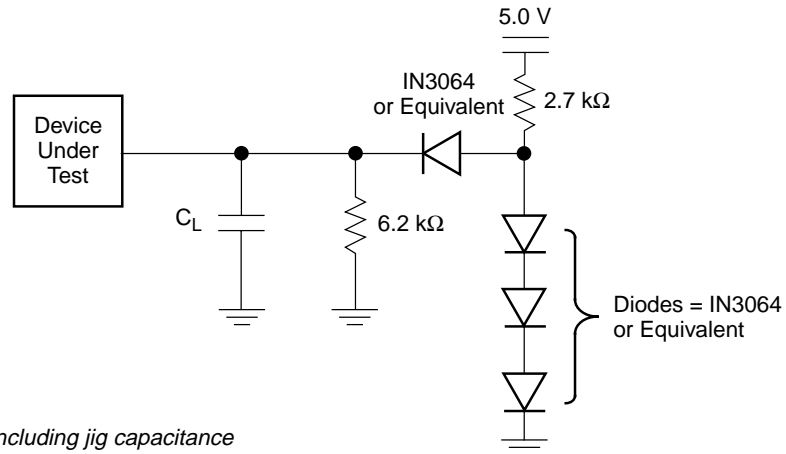 5.0 V
IN3064
or Equivalent
2.7 kΩ
Device
Under
Test
C_L
6.2 kΩ
Diodes = IN3064
or Equivalent
ncluding jig capacitance